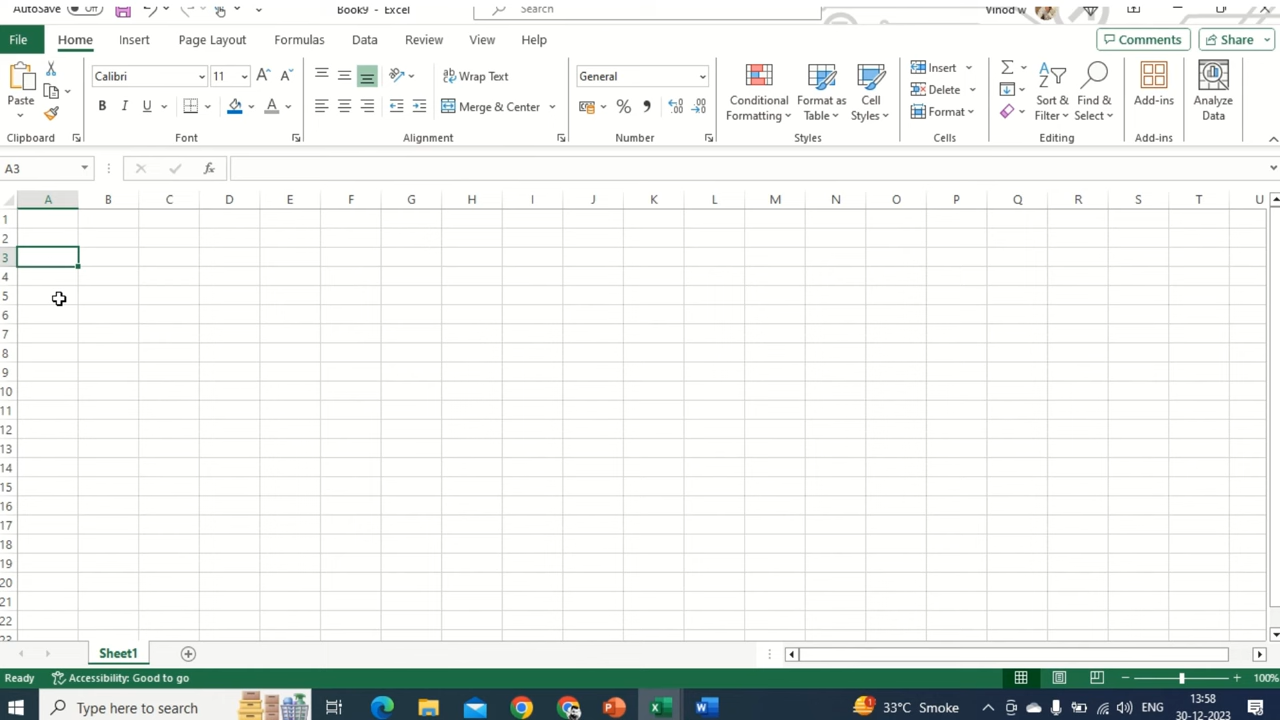 AutoSave Off Book9 - Excel Search Vinod w
File Home Insert Page Layout Formulas Data Review View Help Comments Share
Calibri 11 Wrap Text General Insert
Paste Merge & Center Conditional Formatting Format as Table Cell Styles Delete Sort & Filter Find & Select Add-ins Analyze Data
Format
Clipboard Font Alignment Number Styles Cells Editing Add-ins
A3 fx
A B C D E F G H I J K L M N O P Q R S T U
1
2
3
4
5
6
7
8
9
10
11
12
13
14
15
16
17
18
19
20
21
22
23
Sheet1
Ready Accessibility: Good to go 100%
Type here to search 33°C Smoke ENG 13:58
30-12-2023